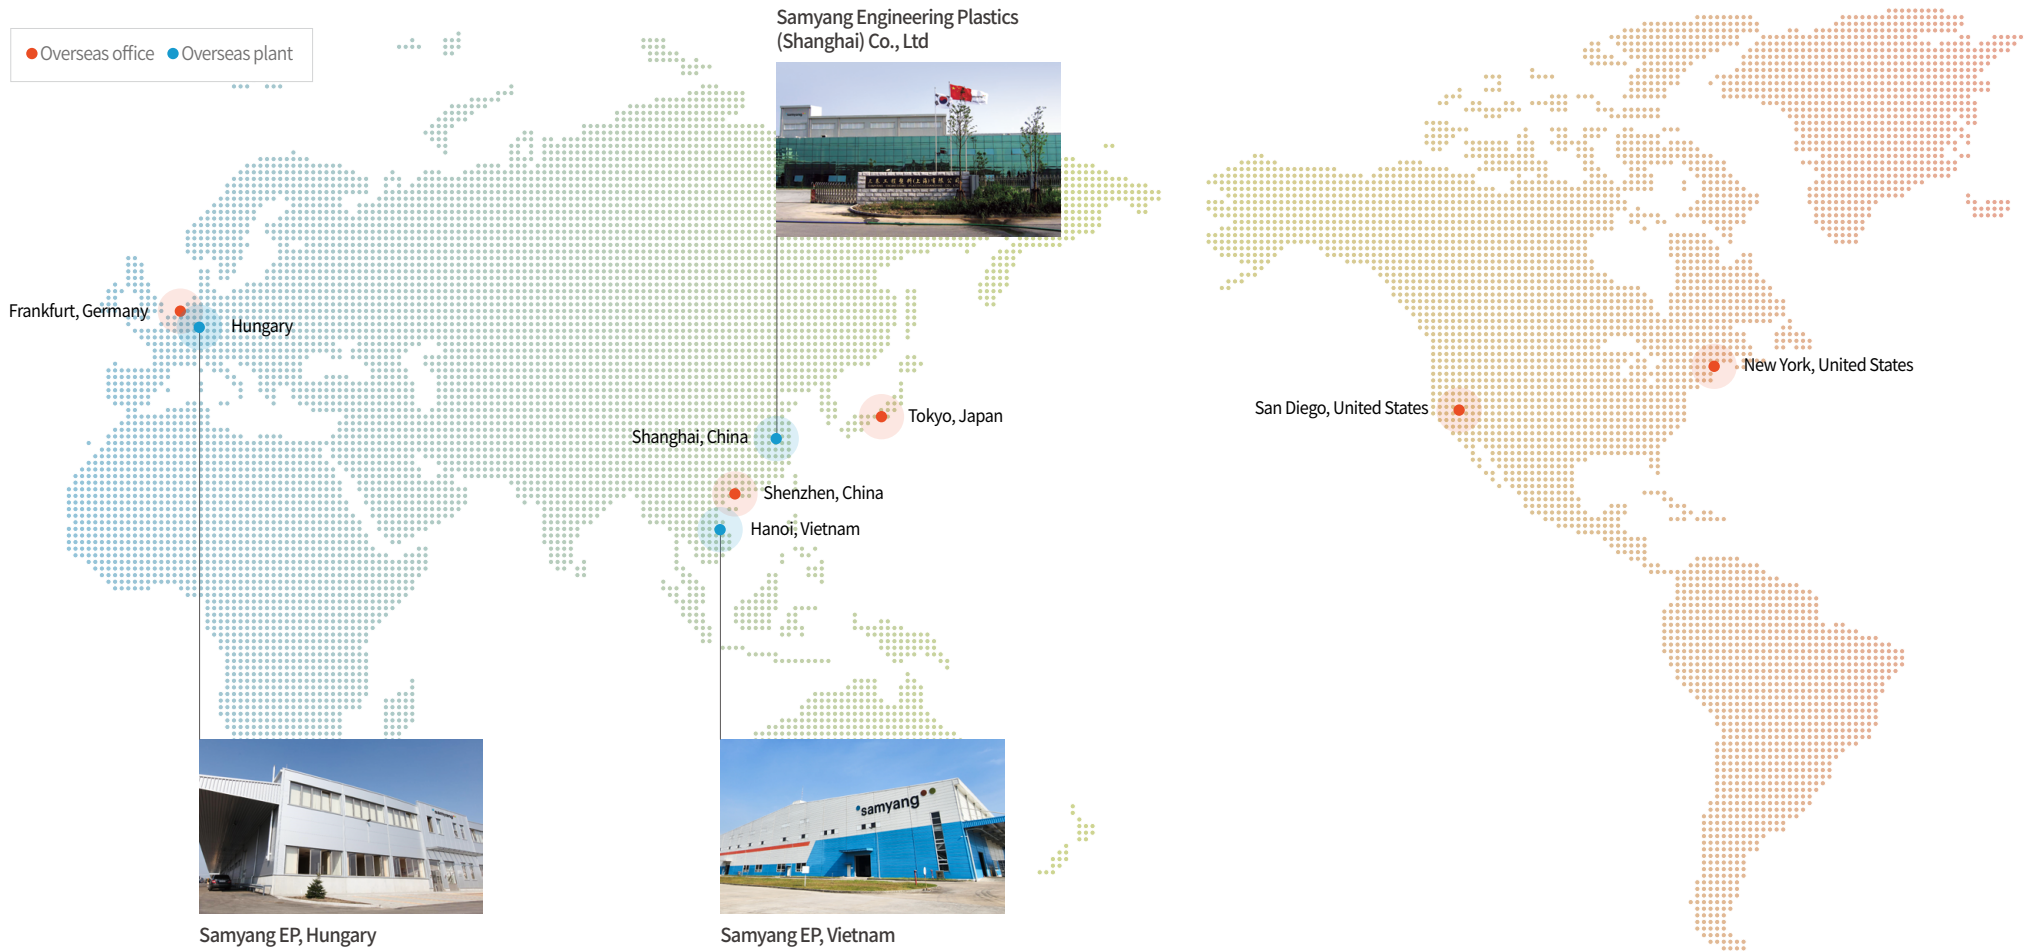 Samyang Engineering Plastics
(Shanghai) Co., Ltd
Overseas office Overseas plant
Frankfurt, Germany
Hungary
New York, United States
San Diego, United States
Tokyo, Japan
Shanghai, China
Shenzhen, China
Hanoi, Vietnam
samyang
Samyang EP, Hungary
Samyang EP, Vietnam